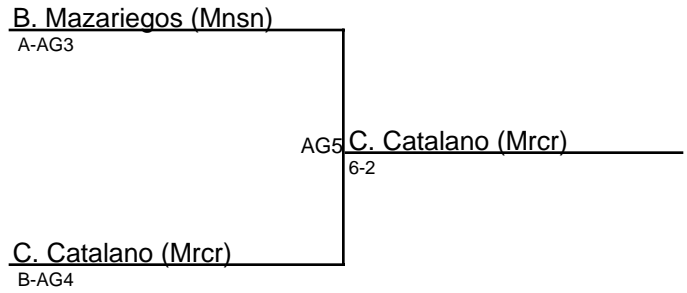 B. Mazariegos (Mnsn)
A-AG3
AG5 C. Catalano (Mrcr)
6-2
C. Catalano (Mrcr)
B-AG4